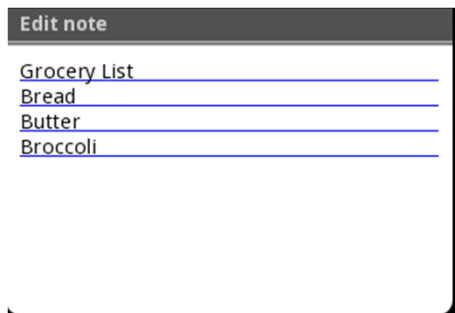 Edit note
Grocery List
Bread
Butter
Broccoli